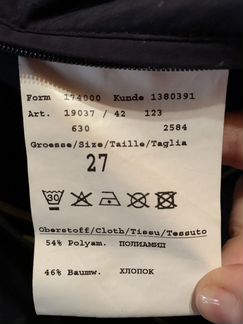 Form 174000 Kunde 1380391
Art. 19037 / 42 123
630 2584
Groesse/Size/Taille/Taglia
27
30
Oberstoff/Cloth/Tissu/Tessuto
54% Polyam. ПОЛИАМИД
46% Baumw. ХЛОПОК